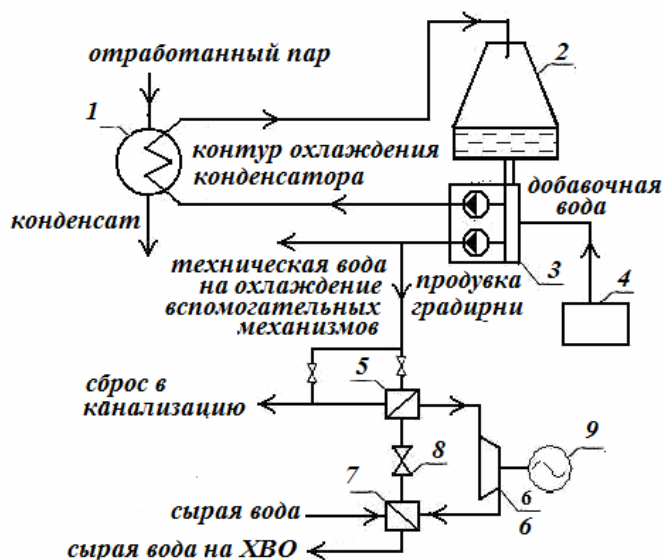 отработанный пар
1
2
контур охлаждения
конденсатора
добавочная
вода
конденсат
техническая вода
на охлаждение
вспомогательных
механизмов
продувка
градирни
3
4
5
сброс в
канализацию
9
8
7
6
6
сырая вода
сырая вода на ХВО